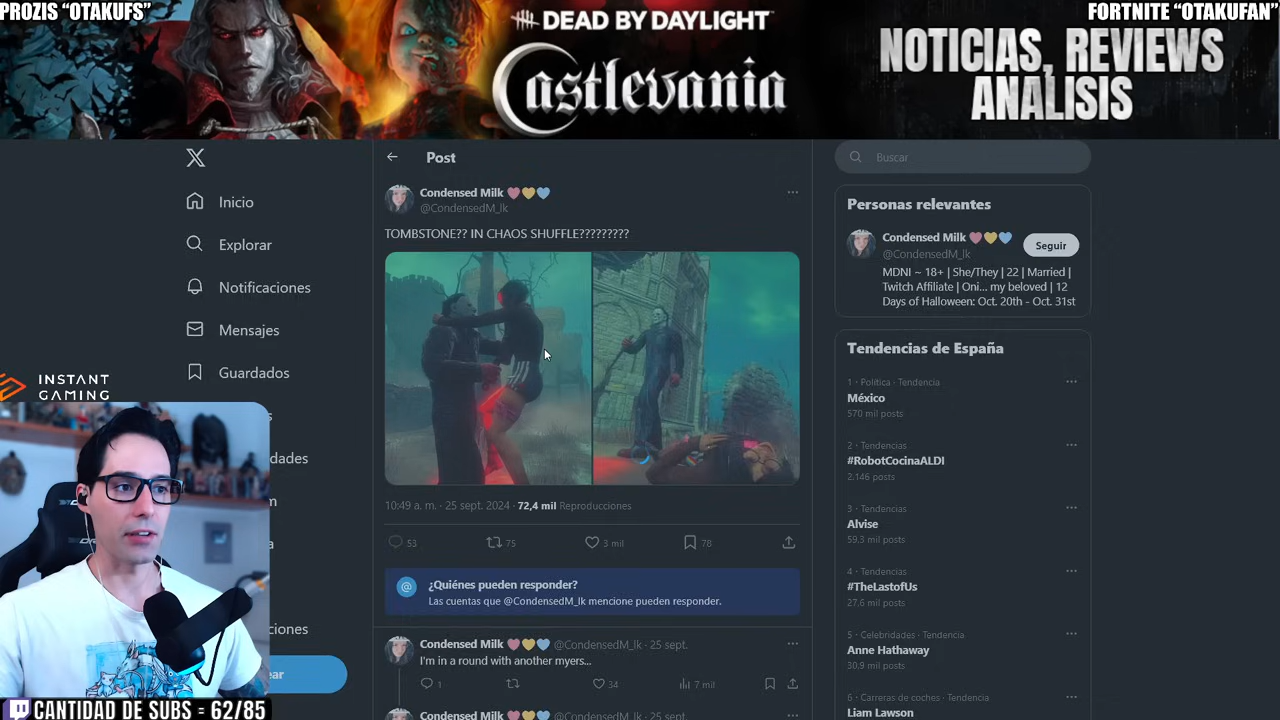 PROZIS "OTAKUFS"
DEAD BY DAYLIGHT
Castlevania
FORTNITE "OTAKUFAN"
NOTICIAS, REVIEWS
ANALISIS
Post
Buscar
Inicio
Explorar
Notificaciones
Mensajes
Guardados
INSTANT
GAMING
Condensed Milk
@CondensedM_lk
TOMBSTONE?? IN CHAOS SHUFFLE?????????
10:49 a. m. · 25 sept. 2024 · 72,4 mil Reproducciones
53
75
3 mil
78
¿Quiénes pueden responder?
Las cuentas que @CondensedM_lk mencione pueden responder.
Condensed Milk @CondensedM_lk · 25 sept.
I'm in a round with another myers...
1
34
7 mil
Condensed Milk @CondensedM_lk · 25 sept.
Personas relevantes
Condensed Milk
@CondensedM_lk
Seguir
MDNI ~ 18+ | She/They | 22 | Married |
Twitch Affiliate | Oni... my beloved | 12
Days of Halloween: Oct. 20th - Oct. 31st
Tendencias de España
1 · Política · Tendencia
México
570 mil posts
2 · Tendencias
#RobotCocinaALDI
2.146 posts
3 · Tendencias
Alvise
59,3 mil posts
4 · Tendencias
#TheLastofUs
27,6 mil posts
5 · Celebridades · Tendencia
Anne Hathaway
30,9 mil posts
6 · Carreras de coches · Tendencia
Liam Lawson
CANTIDAD DE SUBS = 62/85